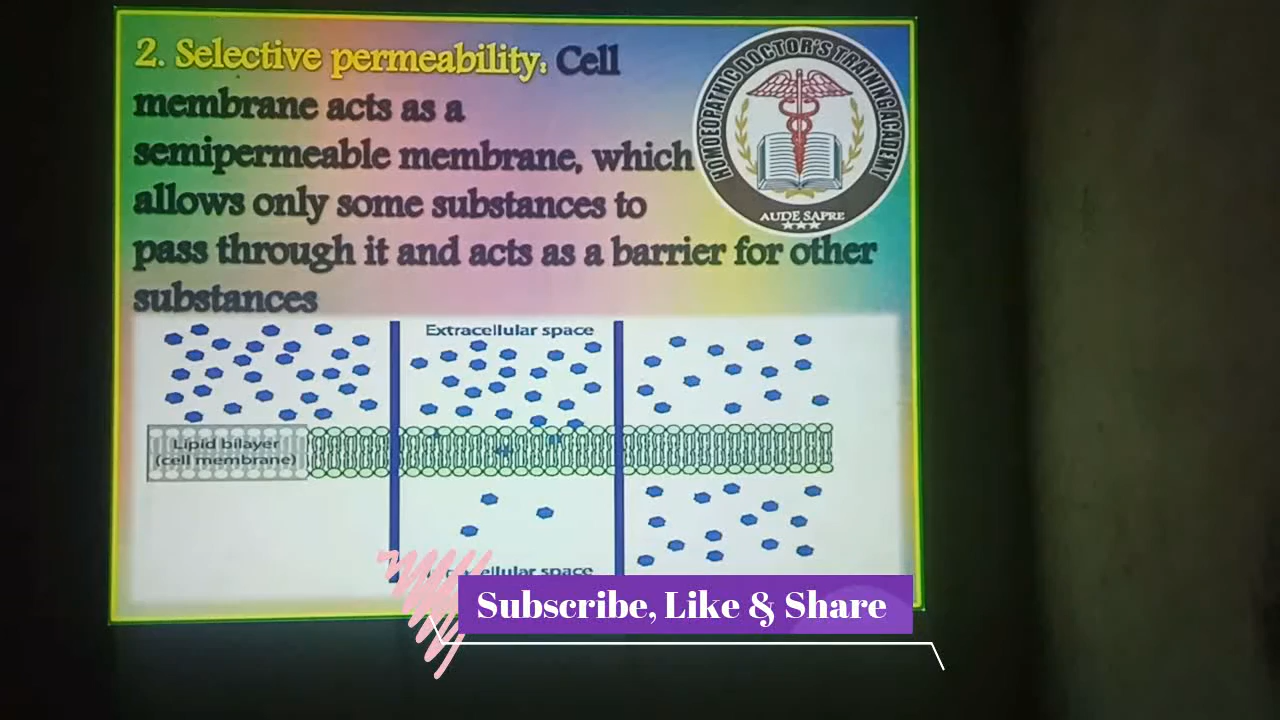 2. Selective permeability: Cell
membrane acts as a
semipermeable membrane, which
allows only some substances to
pass through it and acts as a barrier for other
substances
HOMOEOPATHIC DOCTOR'S TRAINING ACADEMY
AUDE SAPRE
Extracellular space
Lipid bilayer
(cell membrane)
space
Subscribe, Like & Share